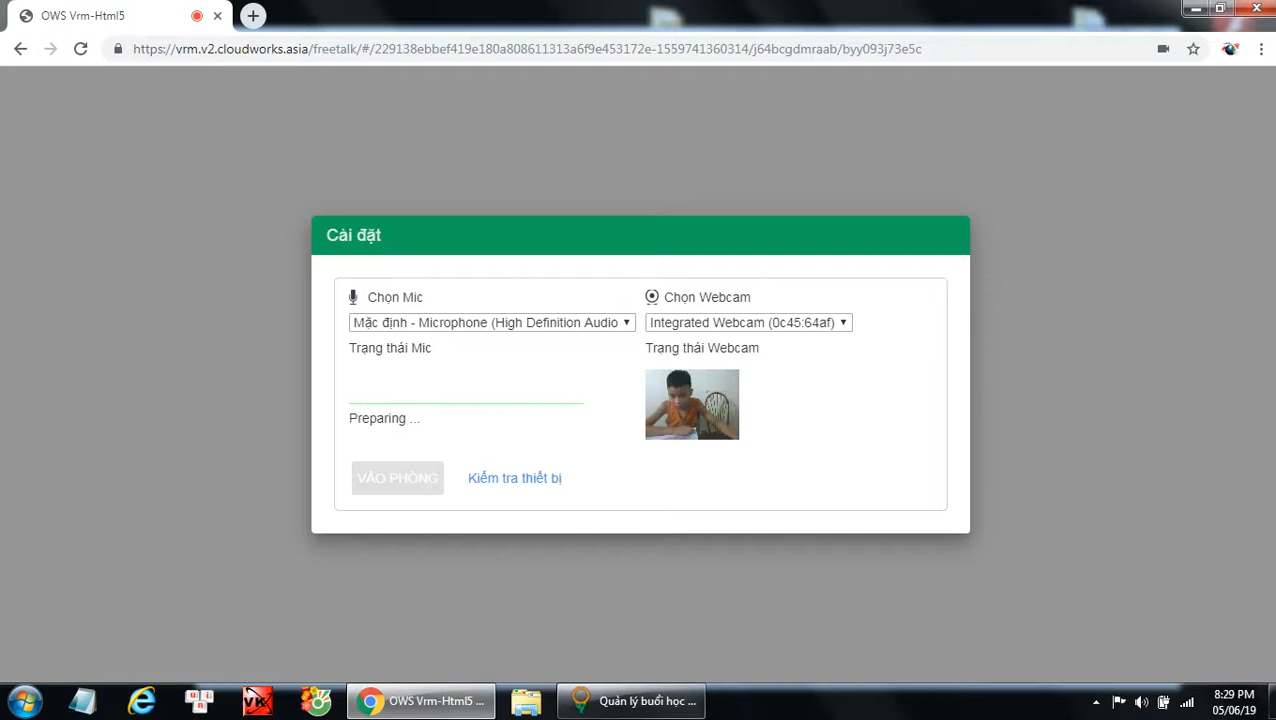 OWS Vrm-Html5
https://vrm.v2.cloudworks.asia/freetalk/#/229138ebbef419e180a808611313a6f9e453172e-1559741360314/j64bcgdmraab/byy093j73e5c
Cài đặt
Chọn Mic
Chọn Webcam
Mặc định - Microphone (High Definition Audio
Integrated Webcam (0c45:64af)
Trạng thái Mic
Trạng thái Webcam
Preparing ...
VÀO PHÒNG
Kiểm tra thiết bị
u
n
i
VK
OWS Vrm-Html5 ...
Quản lý buổi học ...
8:29 PM
05/06/19